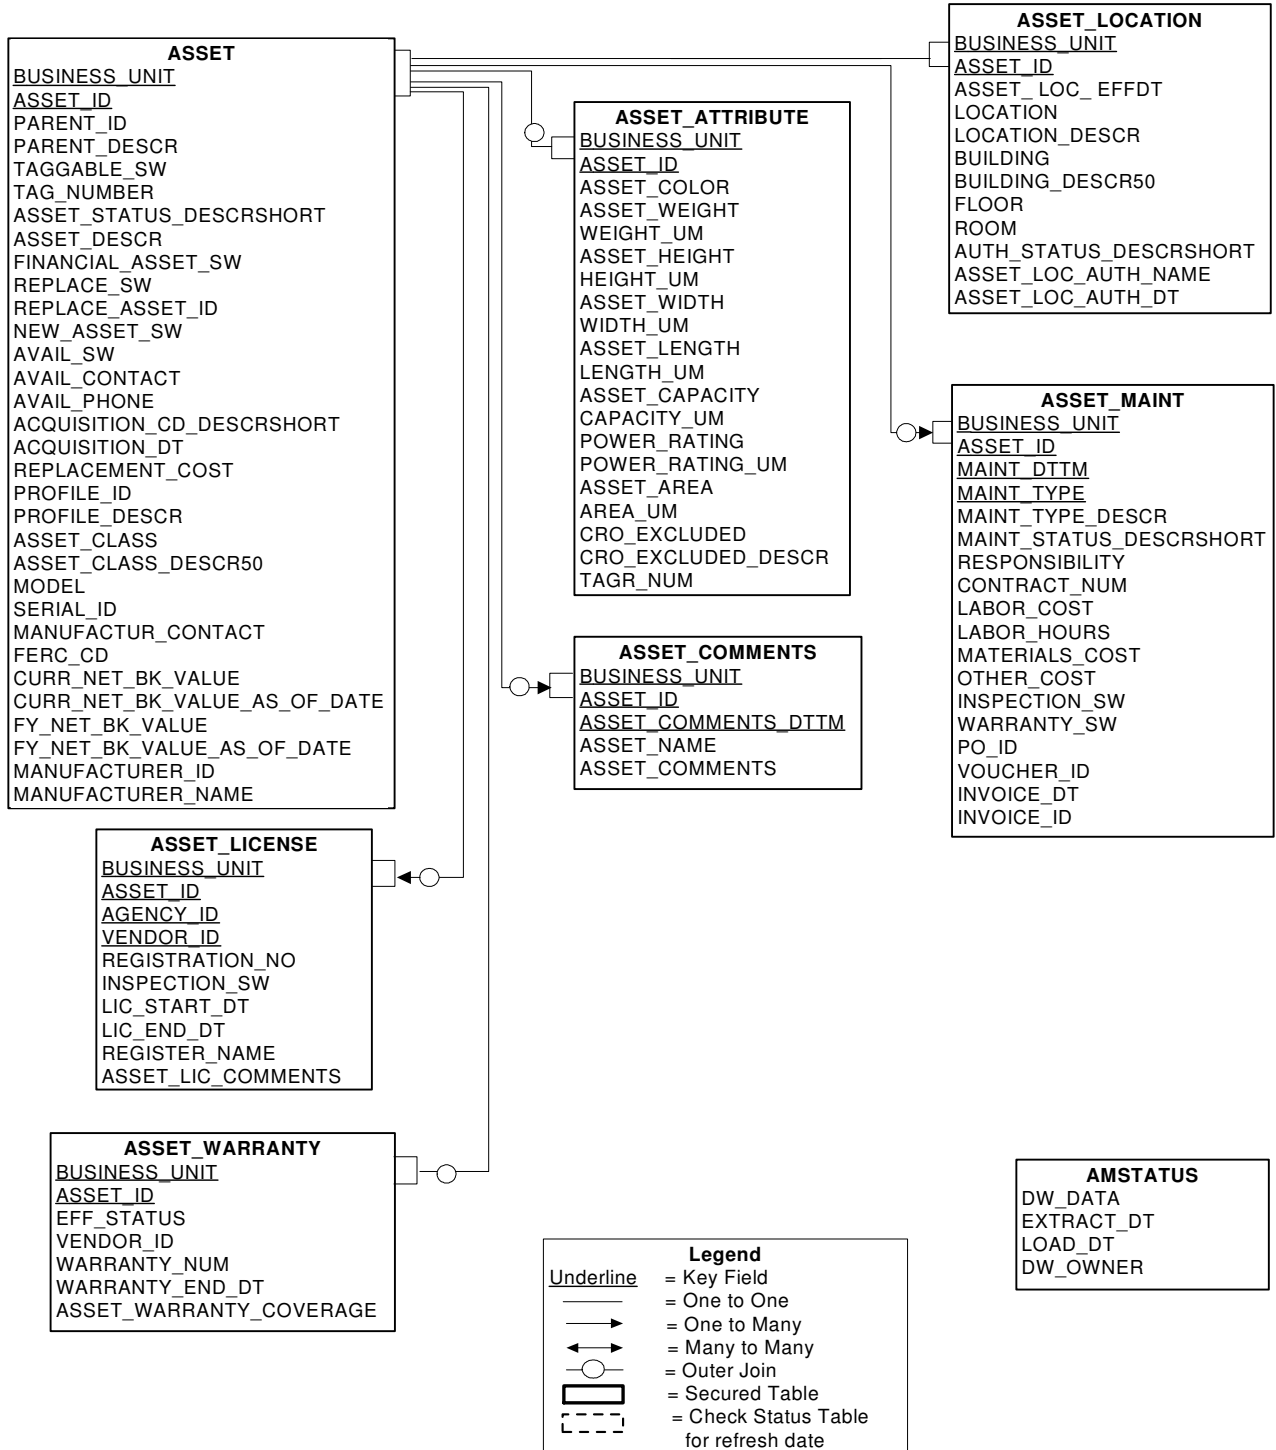 ASSET
BUSINESS_UNIT
ASSET_ID
PARENT_ID
PARENT_DESCR
TAGGABLE_SW
TAG_NUMBER
ASSET_STATUS_DESCRSHORT
ASSET_DESCR
FINANCIAL_ASSET_SW
REPLACE_SW
REPLACE_ASSET_ID
NEW_ASSET_SW
AVAIL_SW
AVAIL_CONTACT
AVAIL_PHONE
ACQUISITION_CD_DESCRSHORT
ACQUISITION_DT
REPLACEMENT_COST
PROFILE_ID
PROFILE_DESCR
ASSET_CLASS
ASSET_CLASS_DESCR50
MODEL
SERIAL_ID
MANUFACTUR_CONTACT
FERC_CD
CURR_NET_BK_VALUE
CURR_NET_BK_VALUE_AS_OF_DATE
FY_NET_BK_VALUE
FY_NET_BK_VALUE_AS_OF_DATE
MANUFACTURER_ID
MANUFACTURER_NAME
ASSET_ATTRIBUTE
BUSINESS_UNIT
ASSET_ID
ASSET_COLOR
ASSET_WEIGHT
WEIGHT_UM
ASSET_HEIGHT
HEIGHT_UM
ASSET_WIDTH
WIDTH_UM
ASSET_LENGTH
LENGTH_UM
ASSET_CAPACITY
CAPACITY_UM
POWER_RATING
POWER_RATING_UM
ASSET_AREA
AREA_UM
CRO_EXCLUDED
CRO_EXCLUDED_DESCR
TAGR_NUM
ASSET_LOCATION
BUSINESS_UNIT
ASSET_ID
ASSET_ LOC_ EFFDT
LOCATION
LOCATION_DESCR
BUILDING
BUILDING_DESCR50
FLOOR
ROOM
AUTH_STATUS_DESCRSHORT
ASSET_LOC_AUTH_NAME
ASSET_LOC_AUTH_DT
ASSET_MAINT
BUSINESS_UNIT
ASSET_ID
MAINT_DTTM
MAINT_TYPE
MAINT_TYPE_DESCR
MAINT_STATUS_DESCRSHORT
RESPONSIBILITY
CONTRACT_NUM
LABOR_COST
LABOR_HOURS
MATERIALS_COST
OTHER_COST
INSPECTION_SW
WARRANTY_SW
PO_ID
VOUCHER_ID
INVOICE_DT
INVOICE_ID
ASSET_COMMENTS
BUSINESS_UNIT
ASSET_ID
ASSET_COMMENTS_DTTM
ASSET_NAME
ASSET_COMMENTS
ASSET_LICENSE
BUSINESS_UNIT
ASSET_ID
AGENCY_ID
VENDOR_ID
REGISTRATION_NO
INSPECTION_SW
LIC_START_DT
LIC_END_DT
REGISTER_NAME
ASSET_LIC_COMMENTS
ASSET_WARRANTY
BUSINESS_UNIT
ASSET_ID
EFF_STATUS
VENDOR_ID
WARRANTY_NUM
WARRANTY_END_DT
ASSET_WARRANTY_COVERAGE
AMSTATUS
DW_DATA
EXTRACT_DT
LOAD_DT
DW_OWNER
Legend
Underline = Key Field
= One to One
= One to Many
= Many to Many
= Outer Join
= Secured Table
= Check Status Table
for refresh date